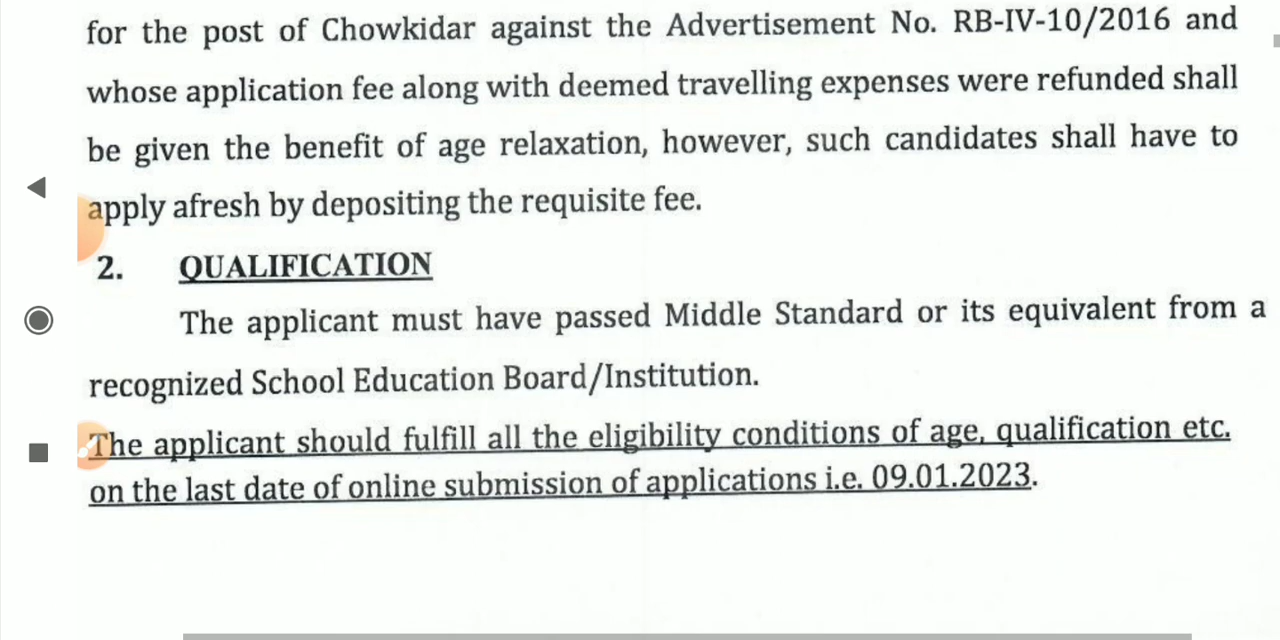 for the post of Chowkidar against the Advertisement No. RB-IV-10/2016 and
whose application fee along with deemed travelling expenses were refunded shall
be given the benefit of age relaxation, however, such candidates shall have to
apply afresh by depositing the requisite fee.
2. QUALIFICATION
The applicant must have passed Middle Standard or its equivalent from a
recognized School Education Board/Institution.
The applicant should fulfill all the eligibility conditions of age, qualification etc.
on the last date of online submission of applications i.e. 09.01.2023.